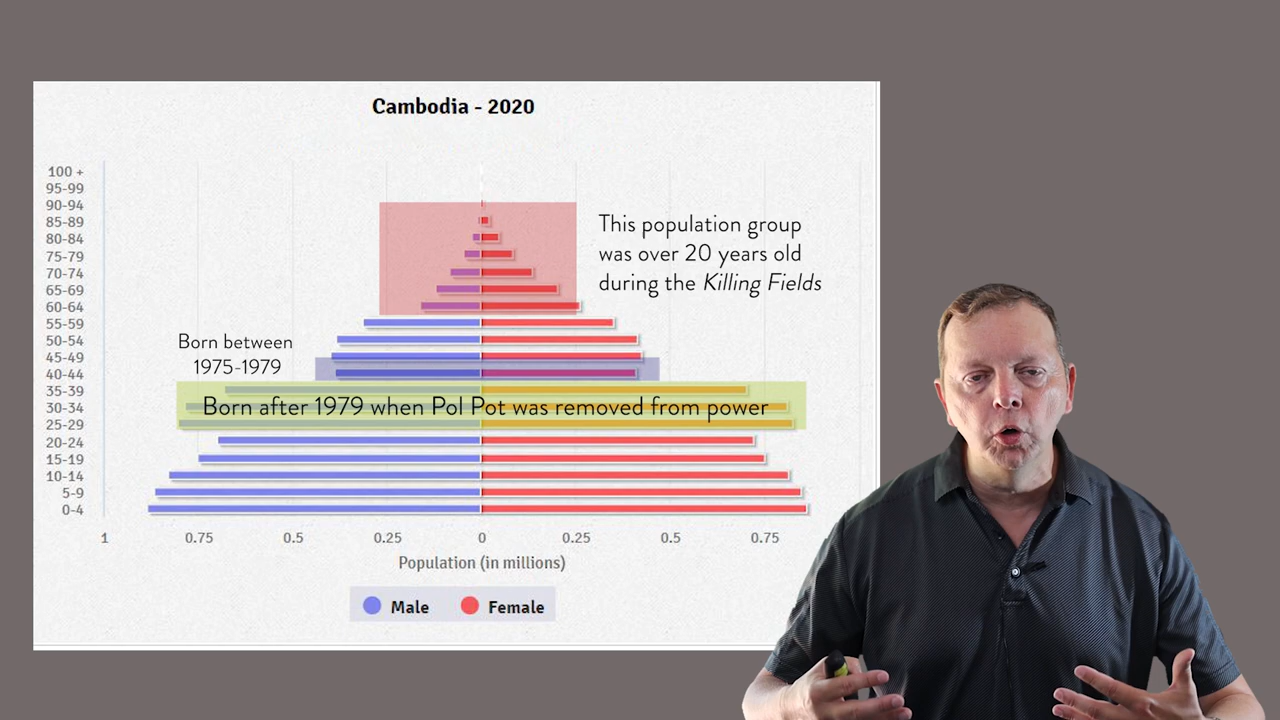 Cambodia - 2020
100 +
95-99
90-94
85-89
80-84
75-79
70-74
65-69
60-64
55-59
50-54
45-49
40-44
35-39
30-34
25-29
20-24
15-19
10-14
5-9
0-4
This population group
was over 20 years old
during the Killing Fields
Born between
1975-1979
Born after 1979 when Pol Pot was removed from power
1 0.75 0.5 0.25 0 0.25 0.5 0.75
Population (in millions)
Male Female